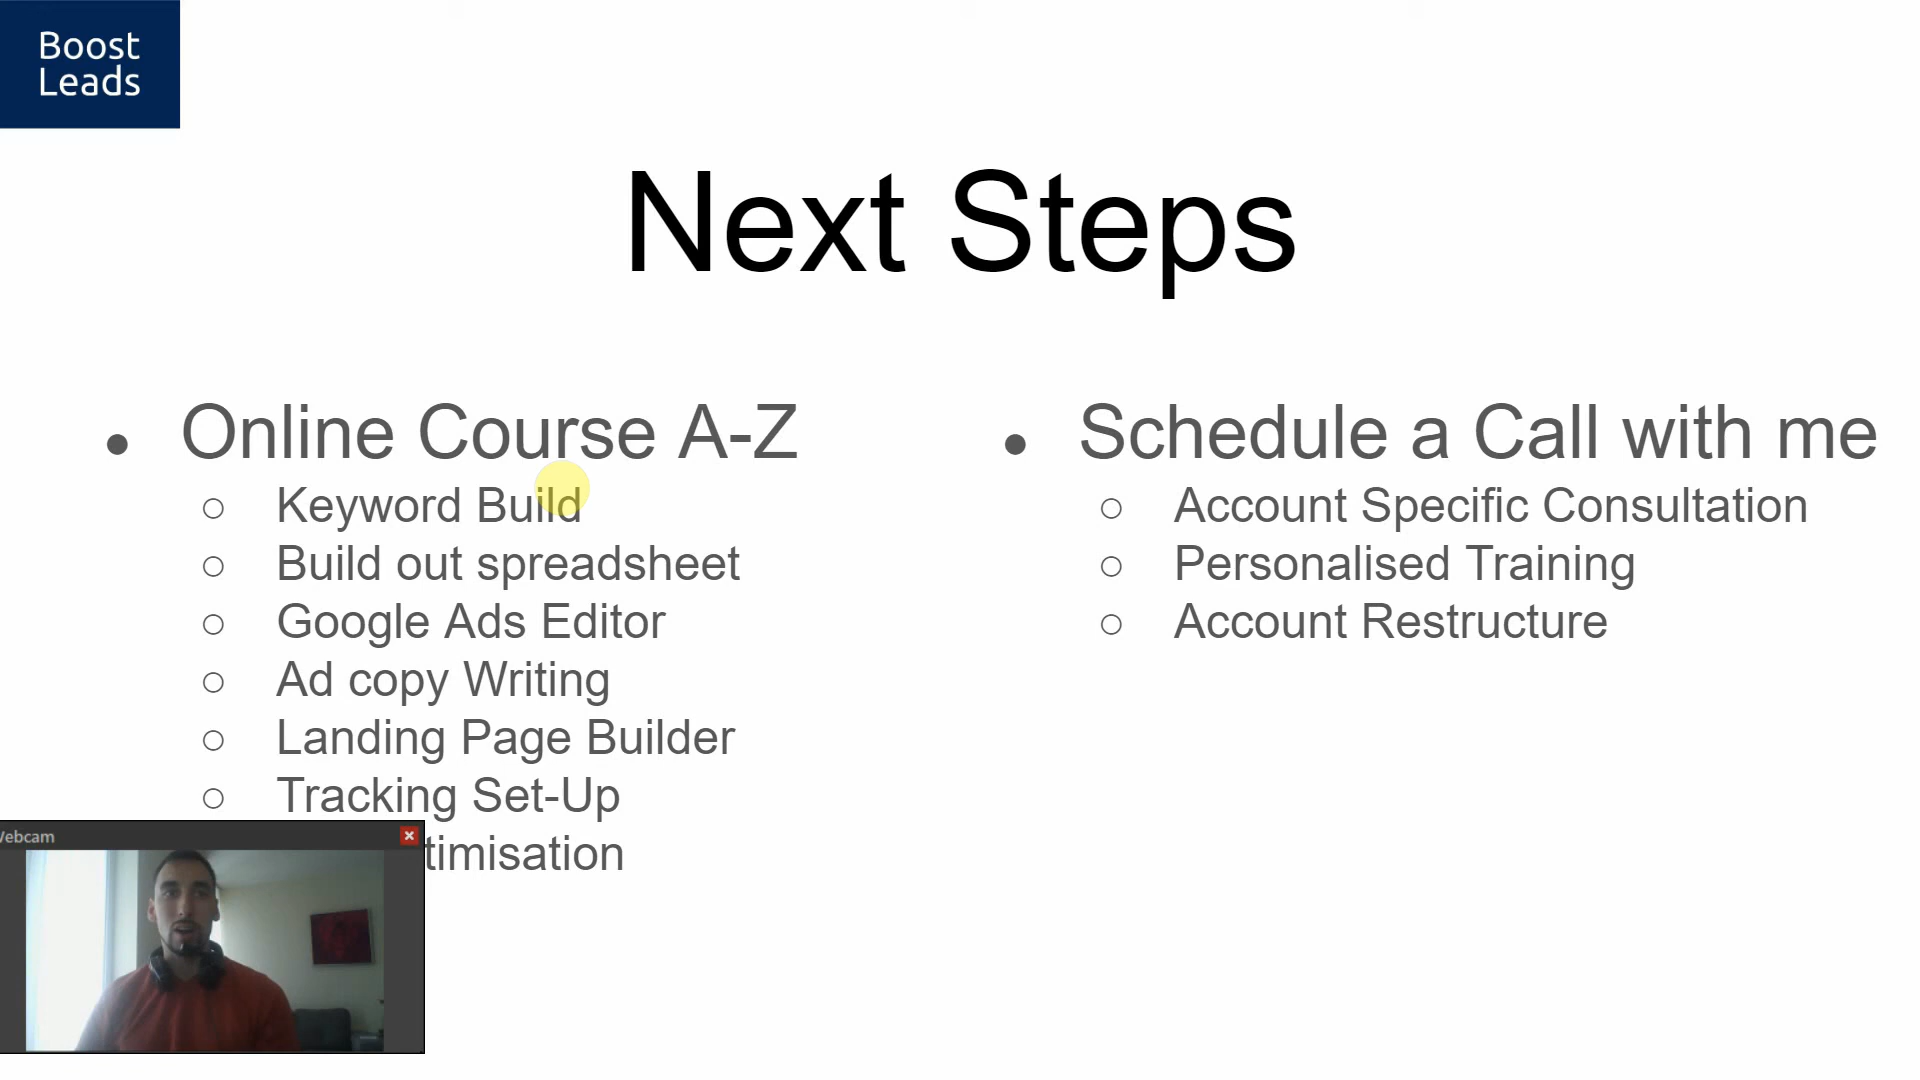 Boost
Leads
Next Steps
Online Course A-Z
Keyword Build
Build out spreadsheet
Google Ads Editor
Ad copy Writing
Landing Page Builder
Tracking Set-Up
timisation
Schedule a Call with me
Account Specific Consultation
Personalised Training
Account Restructure
Webcam